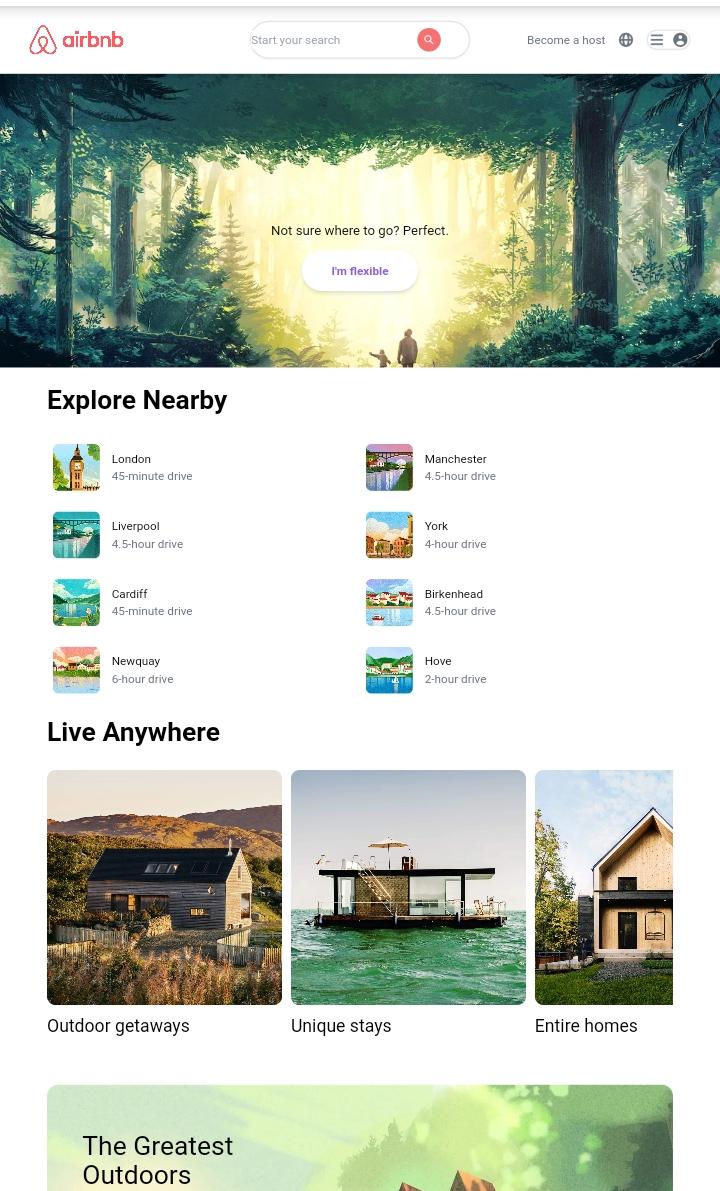 airbnb
Start your search
Become a host
Not sure where to go? Perfect.
I'm flexible
Explore Nearby
London
45-minute drive
Manchester
4.5-hour drive
Liverpool
4.5-hour drive
York
4-hour drive
Cardiff
45-minute drive
Birkenhead
4.5-hour drive
Newquay
6-hour drive
Hove
2-hour drive
Live Anywhere
Outdoor getaways
Unique stays
Entire homes
The Greatest
Outdoors